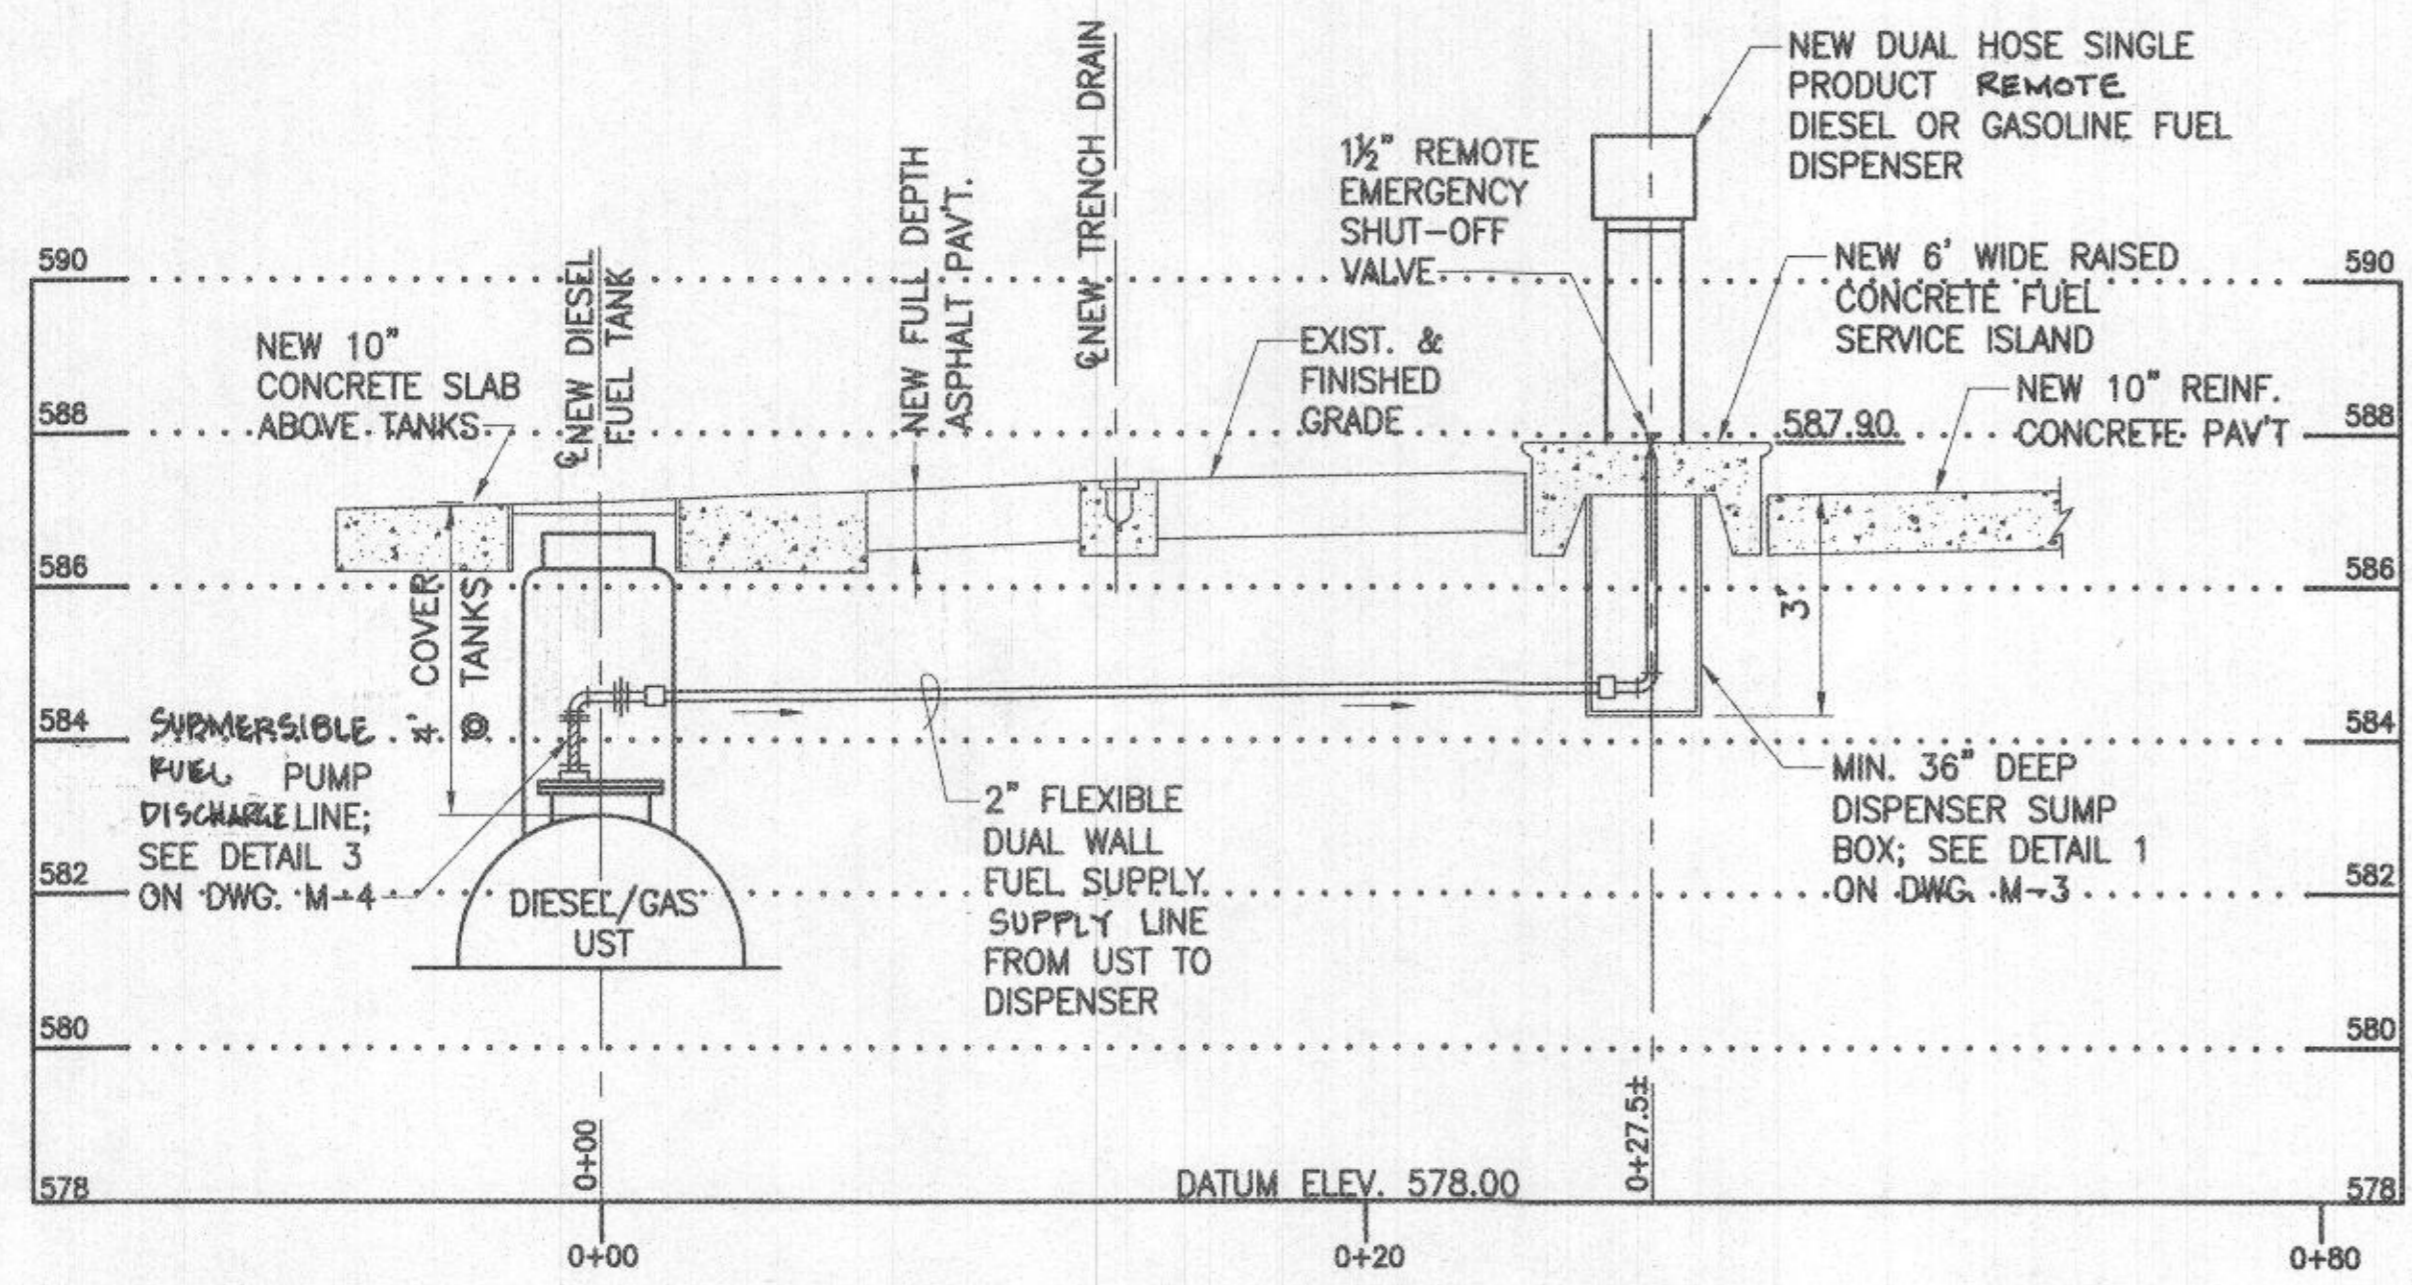 NEW DUAL HOSE SINGLE
PRODUCT REMOTE
DIESEL OR GASOLINE FUEL
DISPENSER
1½" REMOTE
EMERGENCY
SHUT-OFF
VALVE
NEW 6' WIDE RAISED
CONCRETE FUEL
SERVICE ISLAND
℄ NEW TRENCH DRAIN
NEW FULL DEPTH
ASPHALT PAV'T.
℄ NEW DIESEL
FUEL TANK
590
590
NEW 10"
CONCRETE SLAB
ABOVE TANKS
EXIST. &
FINISHED
GRADE
NEW 10" REINF.
CONCRETE PAV'T
588
587.90
588
586
586
4' COVER
@ TANKS
3'
584
584
SUBMERSIBLE
FUEL PUMP
DISCHARGE LINE;
SEE DETAIL 3
ON DWG. M-4
2" FLEXIBLE
DUAL WALL
FUEL SUPPLY
SUPPLY LINE
FROM UST TO
DISPENSER
MIN. 36" DEEP
DISPENSER SUMP
BOX; SEE DETAIL 1
ON DWG. M-3
582
582
DIESEL/GAS
UST
580
580
0+00
0+27.5±
DATUM ELEV. 578.00
578
578
0+00
0+20
0+80